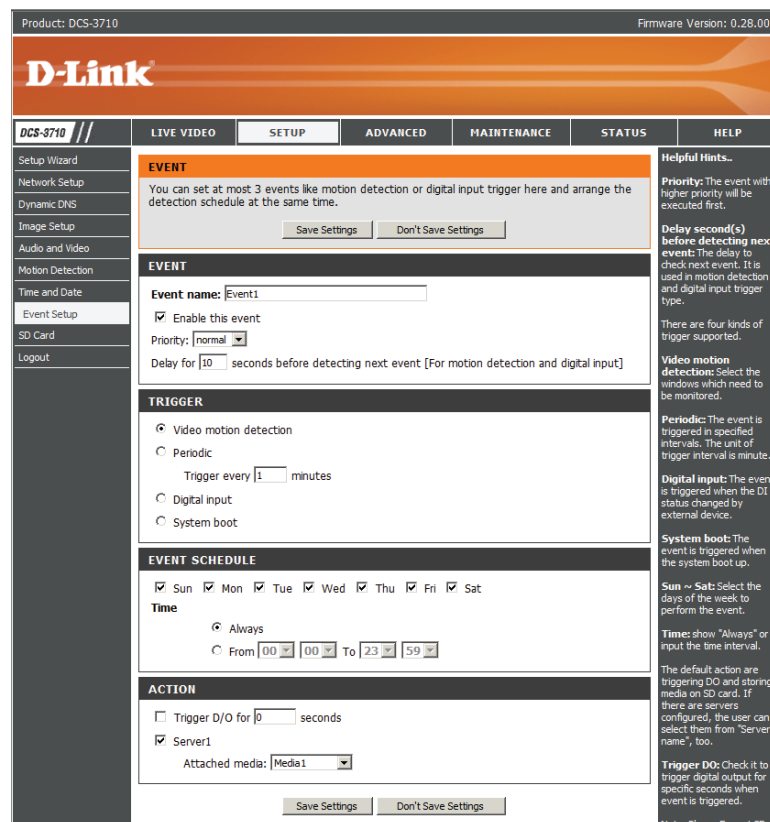 Product: DCS-3710
Firmware Version: 0.28.00
D-Link
DCS-3710
LIVE VIDEO
SETUP
ADVANCED
MAINTENANCE
STATUS
HELP
Setup Wizard
Network Setup
Dynamic DNS
Image Setup
Audio and Video
Motion Detection
Time and Date
Event Setup
SD Card
Logout
EVENT
You can set at most 3 events like motion detection or digital input trigger here and arrange the
detection schedule at the same time.
Save Settings
Don't Save Settings
EVENT
Event name: Event1
Enable this event
Priority: normal
Delay for 10 seconds before detecting next event [For motion detection and digital input]
TRIGGER
Video motion detection
Periodic
Trigger every 1 minutes
Digital input
System boot
EVENT SCHEDULE
Sun Mon Tue Wed Thu Fri Sat
Time
Always
From 00 00 To 23 59
ACTION
Trigger D/O for 0 seconds
Server1
Attached media: Media1
Save Settings
Don't Save Settings
Helpful Hints..
Priority: The event with
higher priority will be
executed first.
Delay second(s)
before detecting nex
event: The delay to
check next event. It is
used in motion detection
and digital input trigger
type.
There are four kinds of
trigger supported.
Video motion
detection: Select the
windows which need to
be monitored.
Periodic: The event is
triggered in specified
intervals. The unit of
trigger interval is minute.
Digital input: The even
is triggered when the DI
status changed by
external device.
System boot: The
event is triggered when
the system boot up.
Sun ~ Sat: Select the
days of the week to
perform the event.
Time: show "Always" or
input the time interval.
The default action are
triggering DO and storing
media on SD card. If
there are servers
configured, the user can
select them from "Server
name", too.
Trigger DO: Check it to
trigger digital output for
specific seconds when
event is triggered.